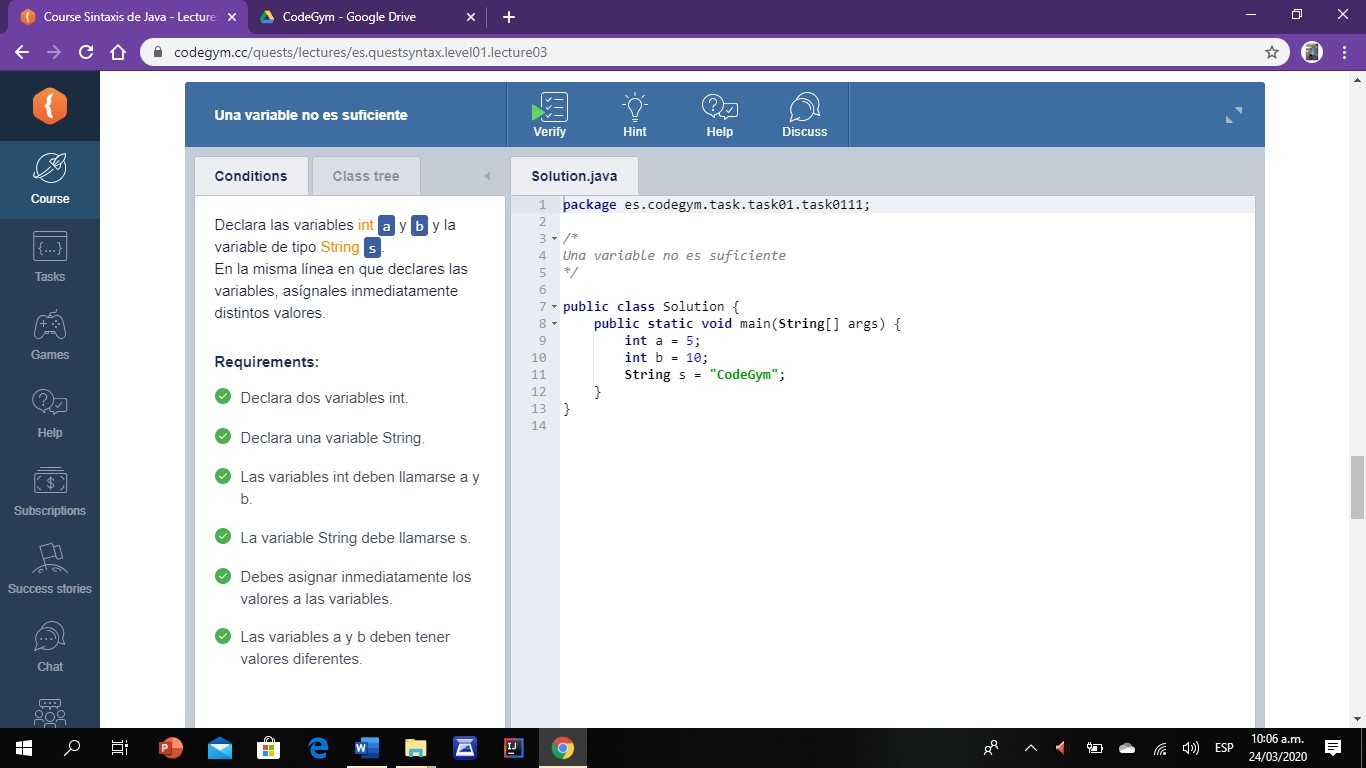 Course Sintaxis de Java - Lecture:
CodeGym - Google Drive
codegym.cc/quests/lectures/es.questsyntax.level01.lecture03
Course
Tasks
Games
Help
Subscriptions
Success stories
Chat
Una variable no es suficiente
Verify
Hint
Help
Discuss
Conditions
Class tree
Declara las variables int a y b y la
variable de tipo String s.
En la misma línea en que declares las
variables, asígnales inmediatamente
distintos valores.
Requirements:
Declara dos variables int.
Declara una variable String.
Las variables int deben llamarse a y
b.
La variable String debe llamarse s.
Debes asignar inmediatamente los
valores a las variables.
Las variables a y b deben tener
valores diferentes.
Solution.java
1 package es.codegym.task.task01.task0111;
2
3 /*
4 Una variable no es suficiente
5 */
6
7 public class Solution {
8 public static void main(String[] args) {
9 int a = 5;
10 int b = 10;
11 String s = "CodeGym";
12 }
13 }
14
ESP
10:06 a.m.
24/03/2020